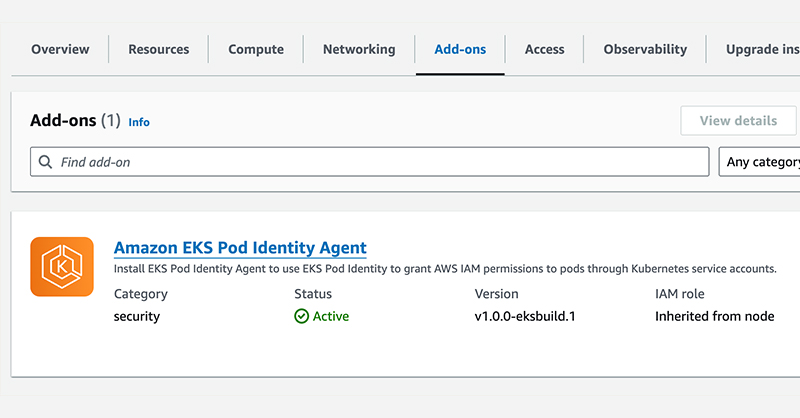 Overview Resources Compute Networking Add-ons Access Observability Upgrade ins
Add-ons (1) Info View details
Find add-on Any category
Amazon EKS Pod Identity Agent
Install EKS Pod Identity Agent to use EKS Pod Identity to grant AWS IAM permissions to pods through Kubernetes service accounts.
Category Status Version IAM role
security Active v1.0.0-eksbuild.1 Inherited from node